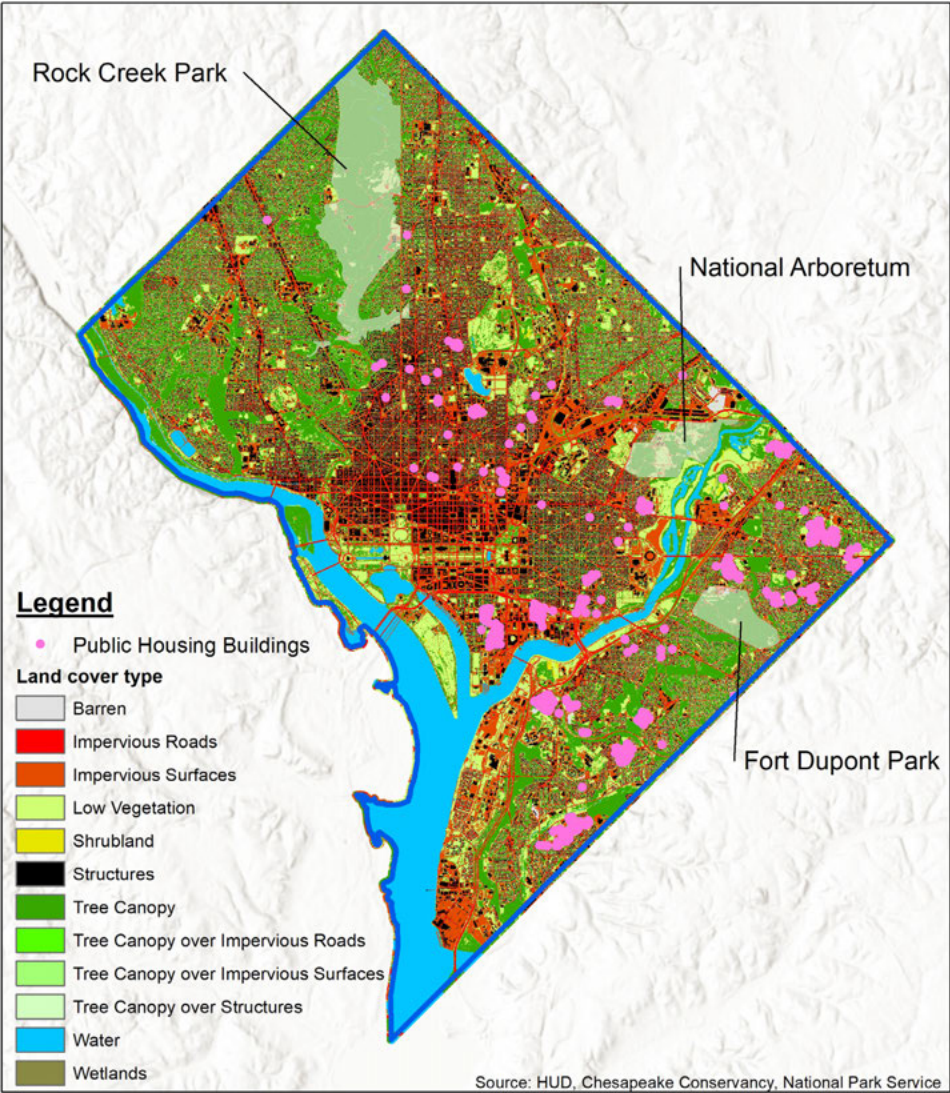 Rock Creek Park
National Arboretum
Fort Dupont Park
Legend
Public Housing Buildings
Land cover type
Barren
Impervious Roads
Impervious Surfaces
Low Vegetation
Shrubland
Structures
Tree Canopy
Tree Canopy over Impervious Roads
Tree Canopy over Impervious Surfaces
Tree Canopy over Structures
Water
Wetlands
Source: HUD, Chesapeake Conservancy, National Park Service